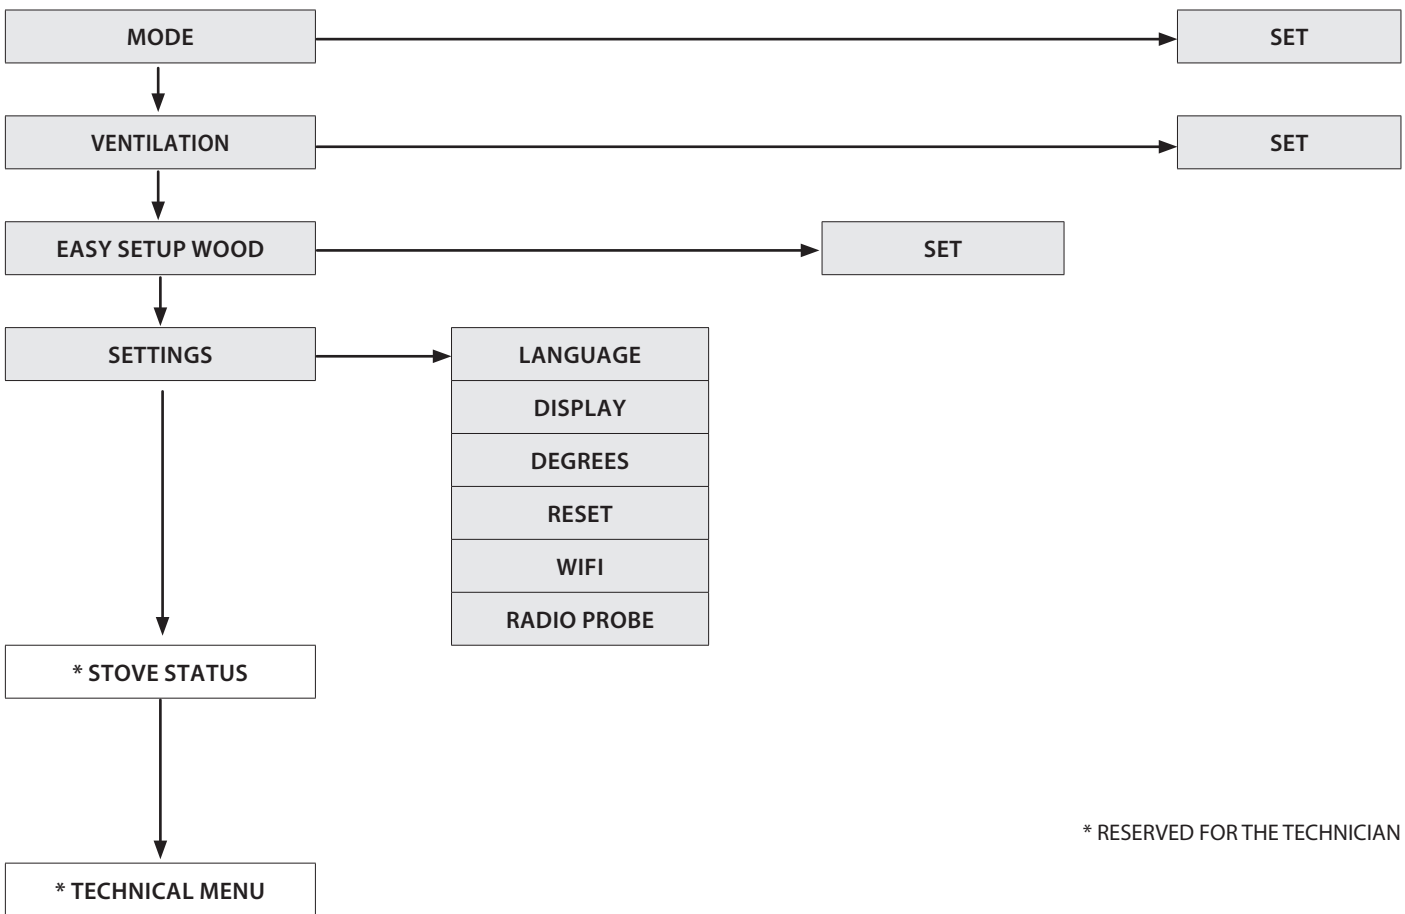 MODE
SET
VENTILATION
SET
EASY SETUP WOOD
SET
SETTINGS
LANGUAGE
DISPLAY
DEGREES
RESET
WIFI
RADIO PROBE
* STOVE STATUS
* RESERVED FOR THE TECHNICIAN
* TECHNICAL MENU